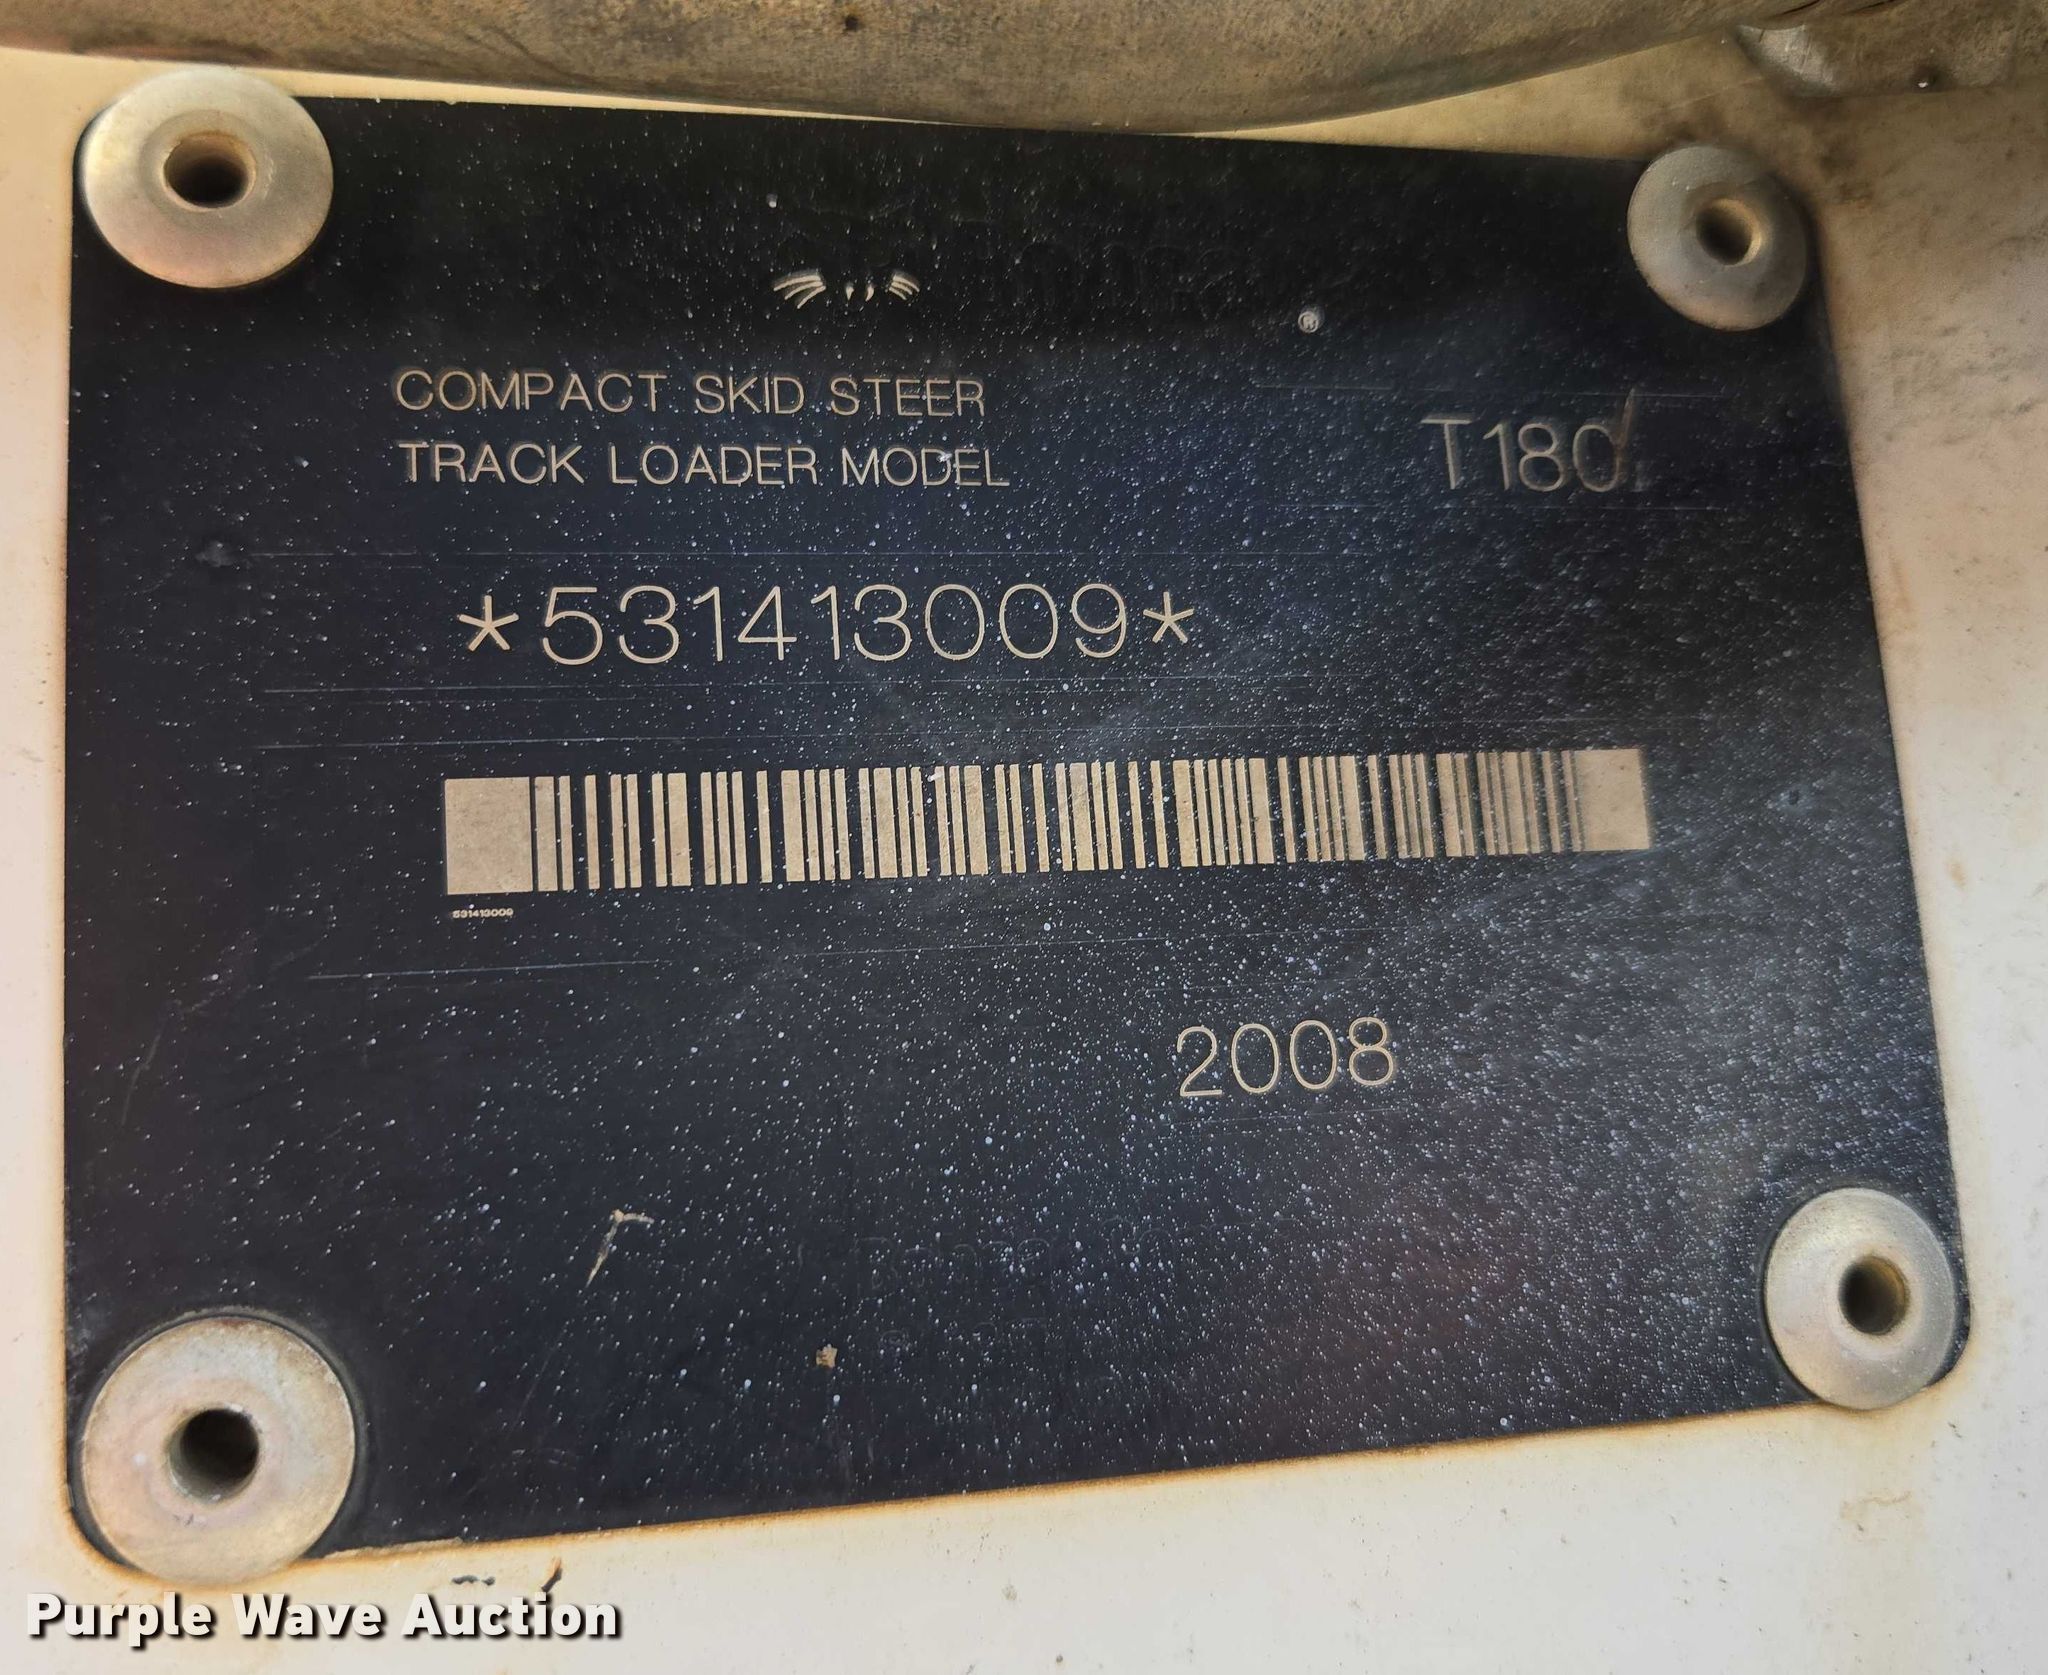 ®
COMPACT SKID STEER
TRACK LOADER MODEL T180
*531413009*
531413009
2008
Purple Wave Auction